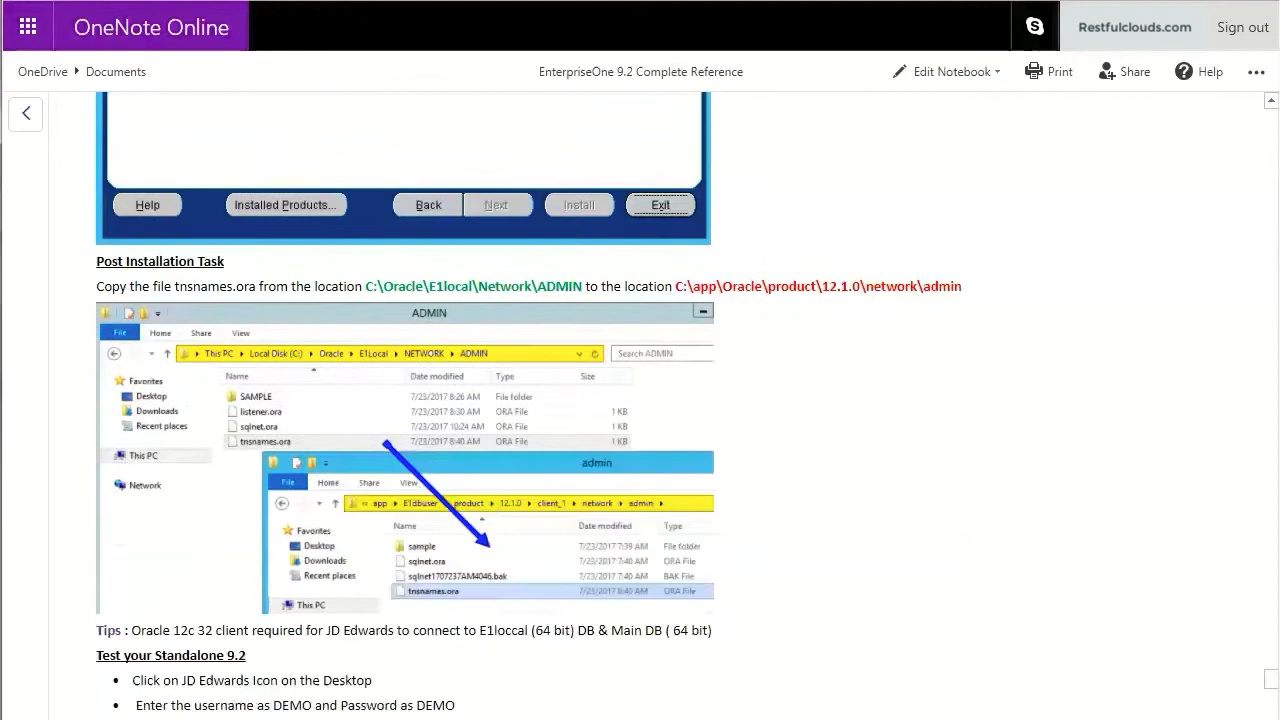 OneNote Online
Restfulclouds.com
Sign out
OneDrive Documents
EnterpriseOne 9.2 Complete Reference
Edit Notebook
Print
Share
Help
Help
Installed Products...
Back
Next
Install
Exit
Post Installation Task
Copy the file tnsnames.ora from the location C:\Oracle\E1local\Network\ADMIN to the location C:\app\Oracle\product\12.1.0\network\admin
ADMIN
File Home Share View
This PC Local Disk (C:) Oracle E1Local NETWORK ADMIN
Search ADMIN
Favorites
Desktop
Downloads
Recent places
This PC
Network
Name Date modified Type Size
SAMPLE 7/23/2017 8:26 AM File folder
listener.ora 7/23/2017 8:30 AM ORA File 1 KB
sqlnet.ora 7/23/2017 10:24 AM ORA File 1 KB
tnsnames.ora 7/23/2017 8:40 AM ORA File 1 KB
admin
File Home Share View
« app E1dbuser product 12.1.0 client_1 network admin
Favorites
Desktop
Downloads
Recent places
This PC
Name Date modified Type
sample 7/23/2017 7:39 AM File folder
sqlnet.ora 7/23/2017 7:40 AM ORA File
sqlnet1707237AM4046.bak 7/23/2017 7:40 AM BAK File
tnsnames.ora 7/23/2017 8:40 AM ORA File
Tips : Oracle 12c 32 client required for JD Edwards to connect to E1loccal (64 bit) DB & Main DB ( 64 bit)
Test your Standalone 9.2
• Click on JD Edwards Icon on the Desktop
• Enter the username as DEMO and Password as DEMO